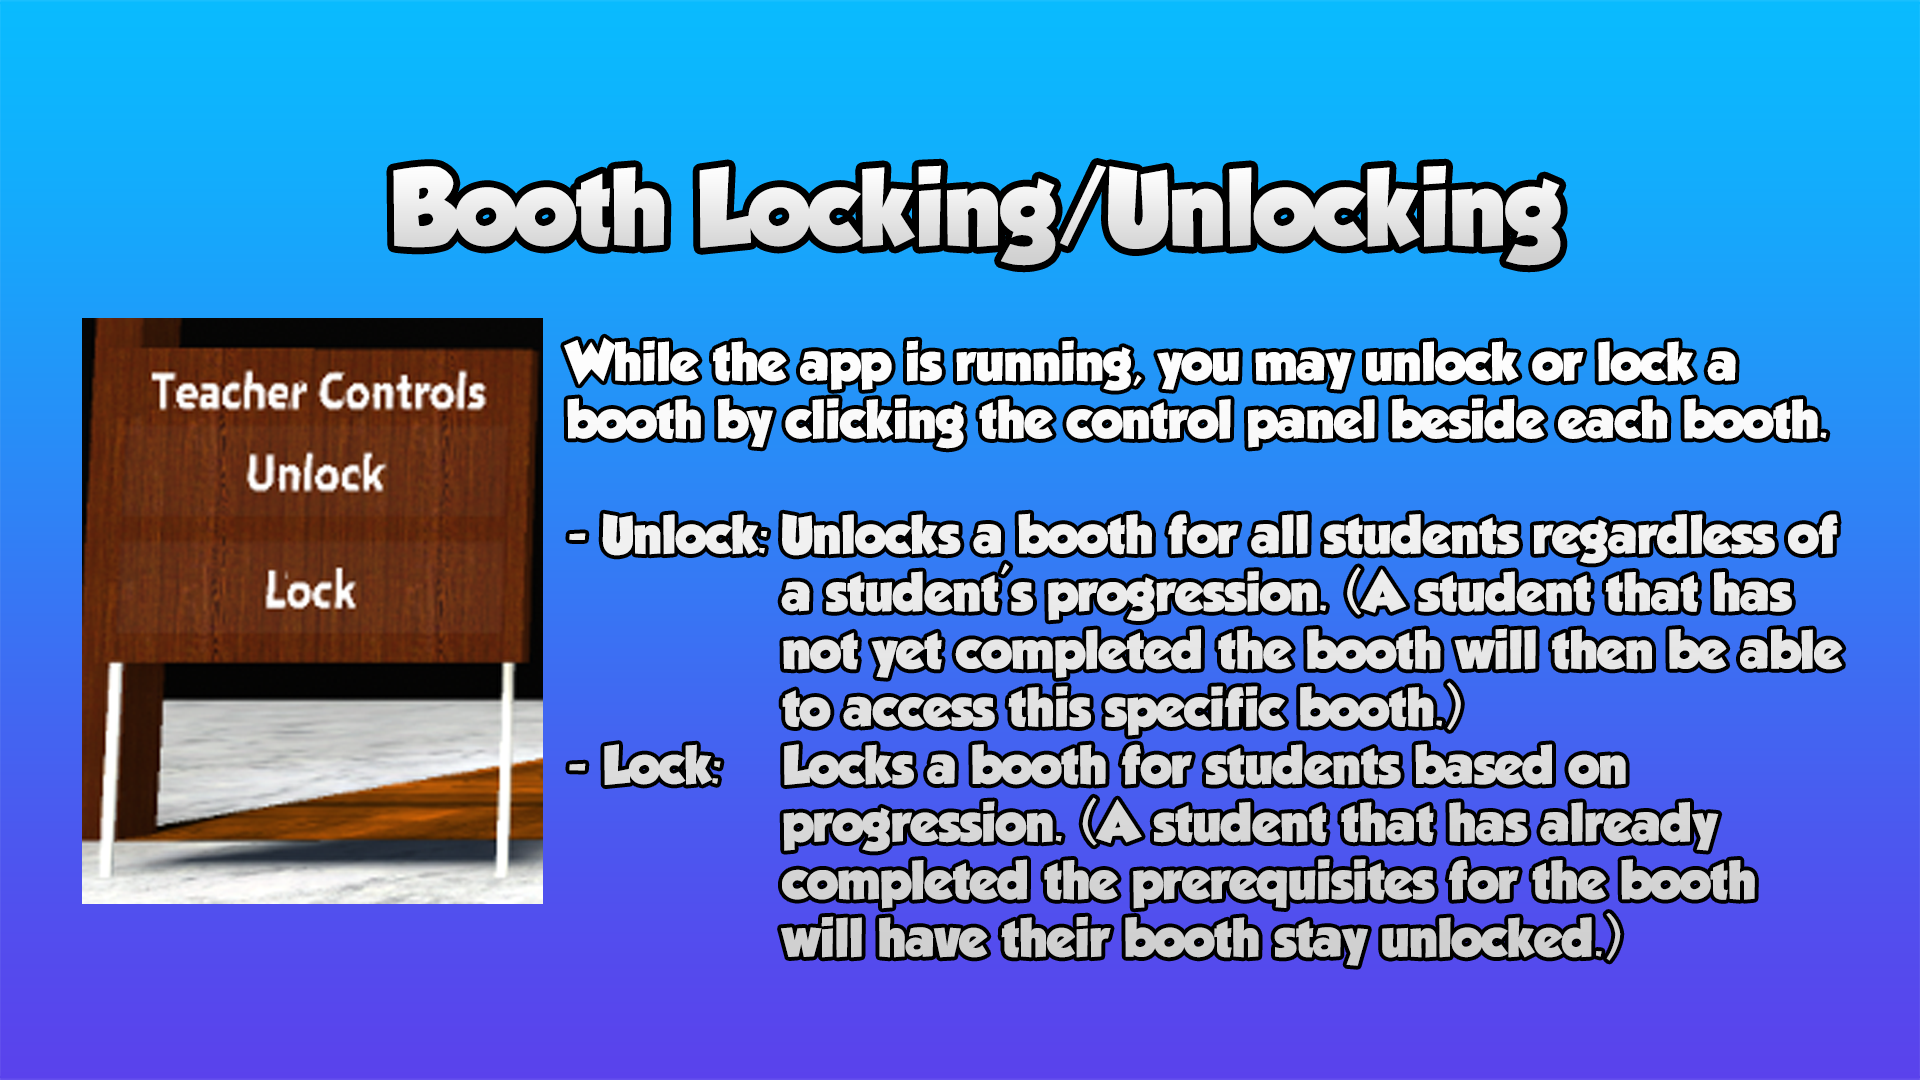 Booth Locking/Unlocking
Teacher Controls
Unlock
Lock
While the app is running, you may unlock or lock a
booth by clicking the control panel beside each booth.
- Unlock: Unlocks a booth for all students regardless of
a student's progression. (A student that has
not yet completed the booth will then be able
to access this specific booth.)
- Lock: Locks a booth for students based on
progression. (A student that has already
completed the prerequisites for the booth
will have their booth stay unlocked.)